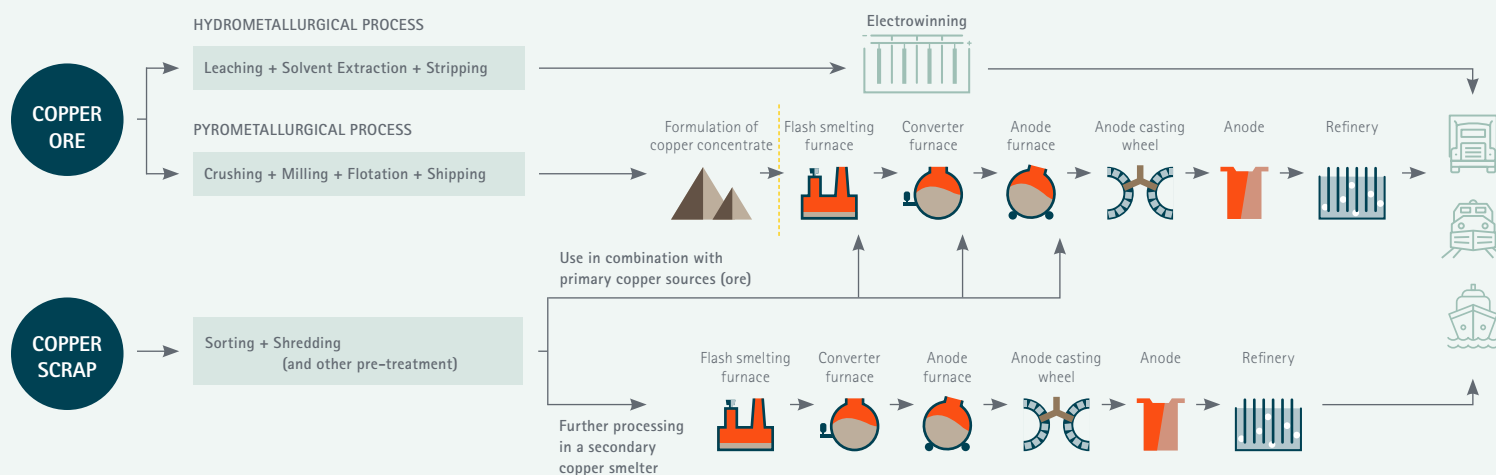 HYDROMETALLURGICAL PROCESS
Electrowinning
Leaching + Solvent Extraction + Stripping
COPPER
ORE
PYROMETALLURGICAL PROCESS
Crushing + Milling + Flotation + Shipping
Formulation of
copper concentrate
Flash smelting
furnace
Converter
furnace
Anode
furnace
Anode casting
wheel
Anode
Refinery
Use in combination with
primary copper sources (ore)
COPPER
SCRAP
Sorting + Shredding
(and other pre-treatment)
Flash smelting
furnace
Converter
furnace
Anode
furnace
Anode casting
wheel
Anode
Refinery
Further processing
in a secondary
copper smelter